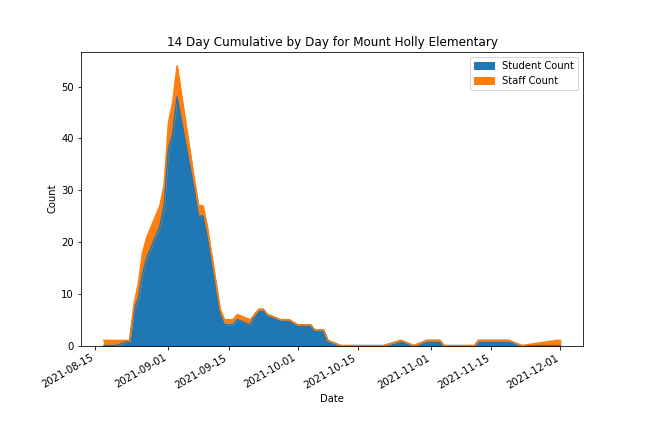 14 Day Cumulative by Day for Mount Holly Elementary
Student Count
Staff Count
Count
50
40
30
20
10
0
2021-08-15
2021-09-01
2021-09-15
2021-10-01
2021-10-15
2021-11-01
2021-11-15
2021-12-01
Date